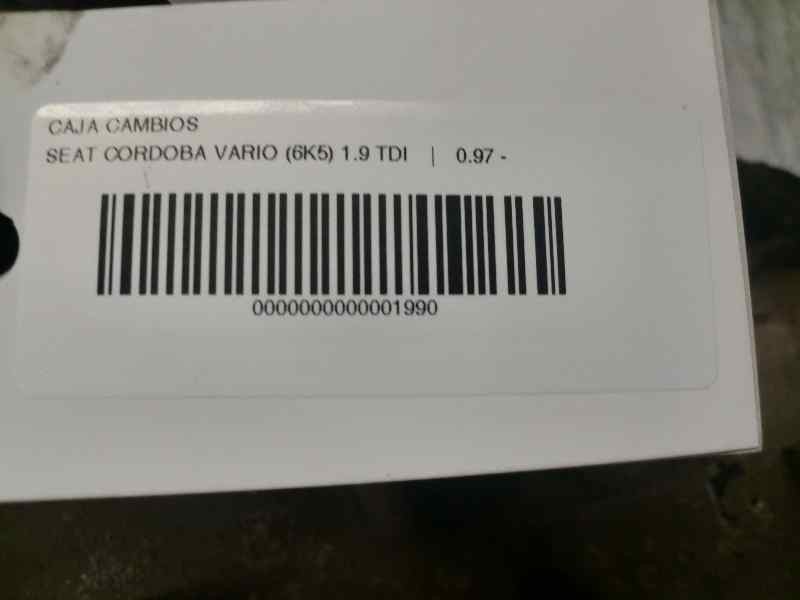 CAJA CAMBIOS
SEAT CORDOBA VARIO (6K5) 1.9 TDI | 0.97 -
0000000000001990